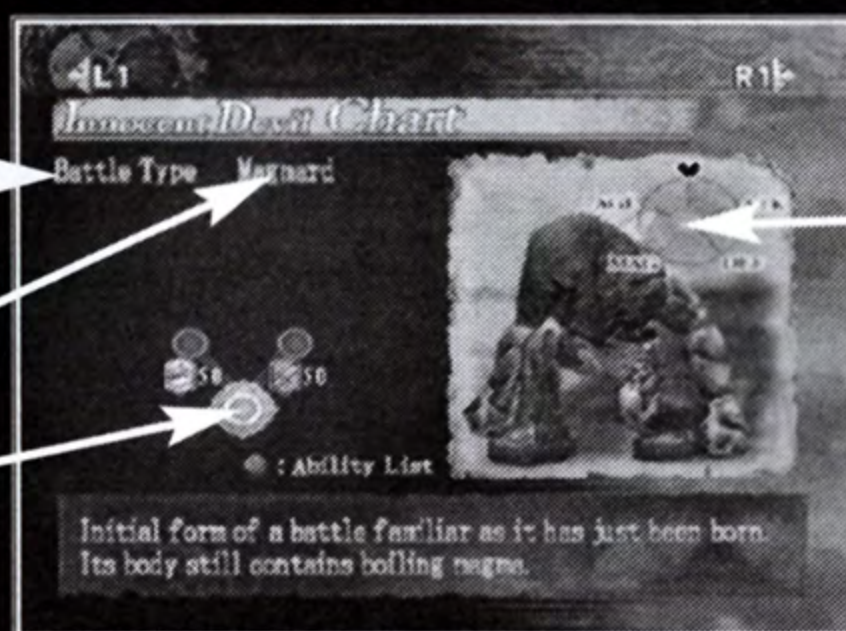 L1
R1
Innocent Devil Chart
Battle Type Magmard
50 50
: Ability List
Initial form of a battle familiar as it has just been born.
Its body still contains boiling magma.